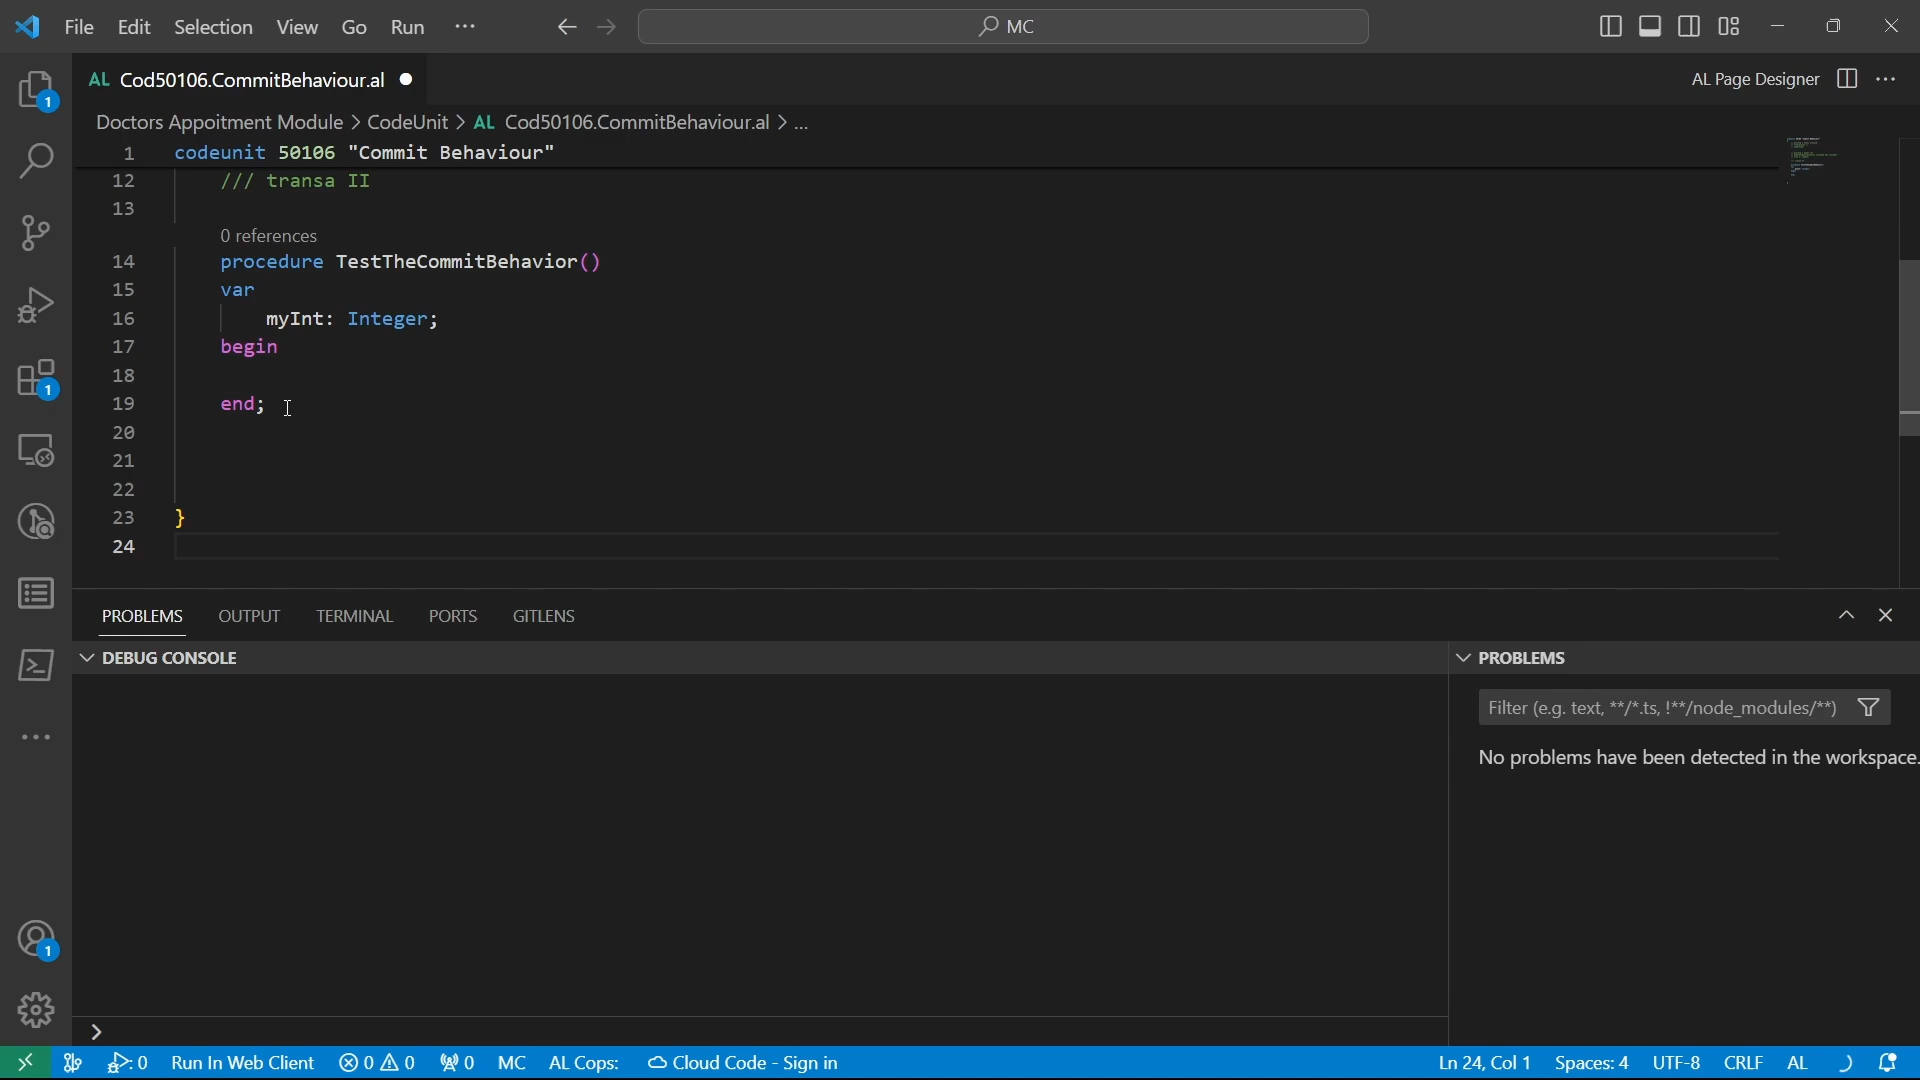 File Edit Selection View Go Run ··· MC
AL Cod50106.CommitBehaviour.al
AL Page Designer
Doctors Appoitment Module > CodeUnit > AL Cod50106.CommitBehaviour.al > ...
1 codeunit 50106 "Commit Behaviour"
12 /// transa II
13
0 references
14 procedure TestTheCommitBehavior()
15 var
16 myInt: Integer;
17 begin
18
19 end;
20
21
22
23 }
24
PROBLEMS OUTPUT TERMINAL PORTS GITLENS
DEBUG CONSOLE
PROBLEMS
Filter (e.g. text, **/*.ts, !**/node_modules/**)
No problems have been detected in the workspace.
1
1
1
0 Run In Web Client 0 0 0 MC AL Cops: Cloud Code - Sign in Ln 24, Col 1 Spaces: 4 UTF-8 CRLF AL